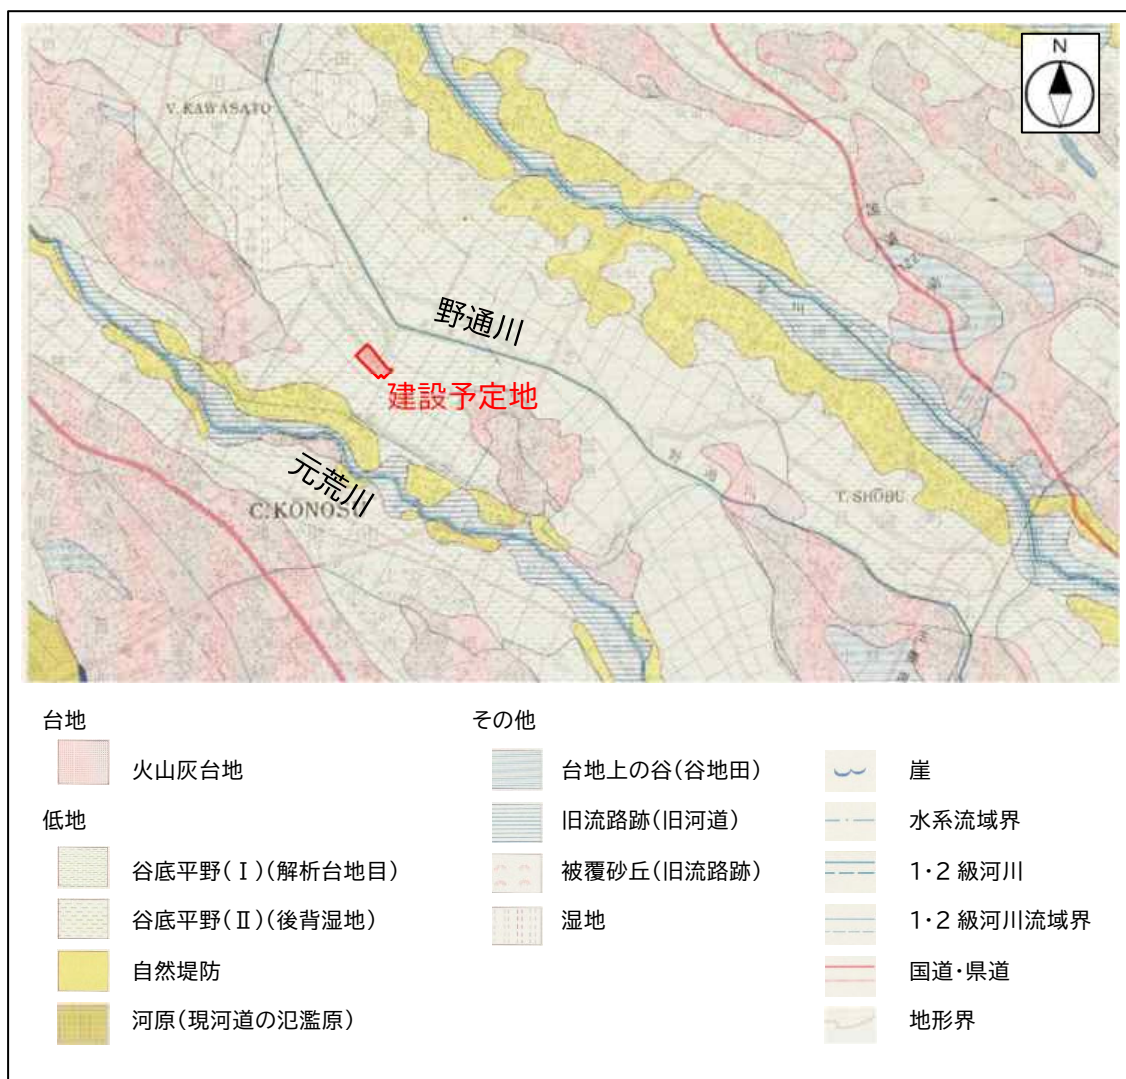 N
V. KAWASATO
野通川
建設予定地
元荒川
C. KONOSU
T. SHŌBU
台地
火山灰台地
低地
谷底平野(Ⅰ)(解析台地目)
谷底平野(Ⅱ)(後背湿地)
自然堤防
河原(現河道の氾濫原)
その他
台地上の谷(谷地田)
旧流路跡(旧河道)
被覆砂丘(旧流路跡)
湿地
崖
水系流域界
1・2 級河川
1・2 級河川流域界
国道・県道
地形界